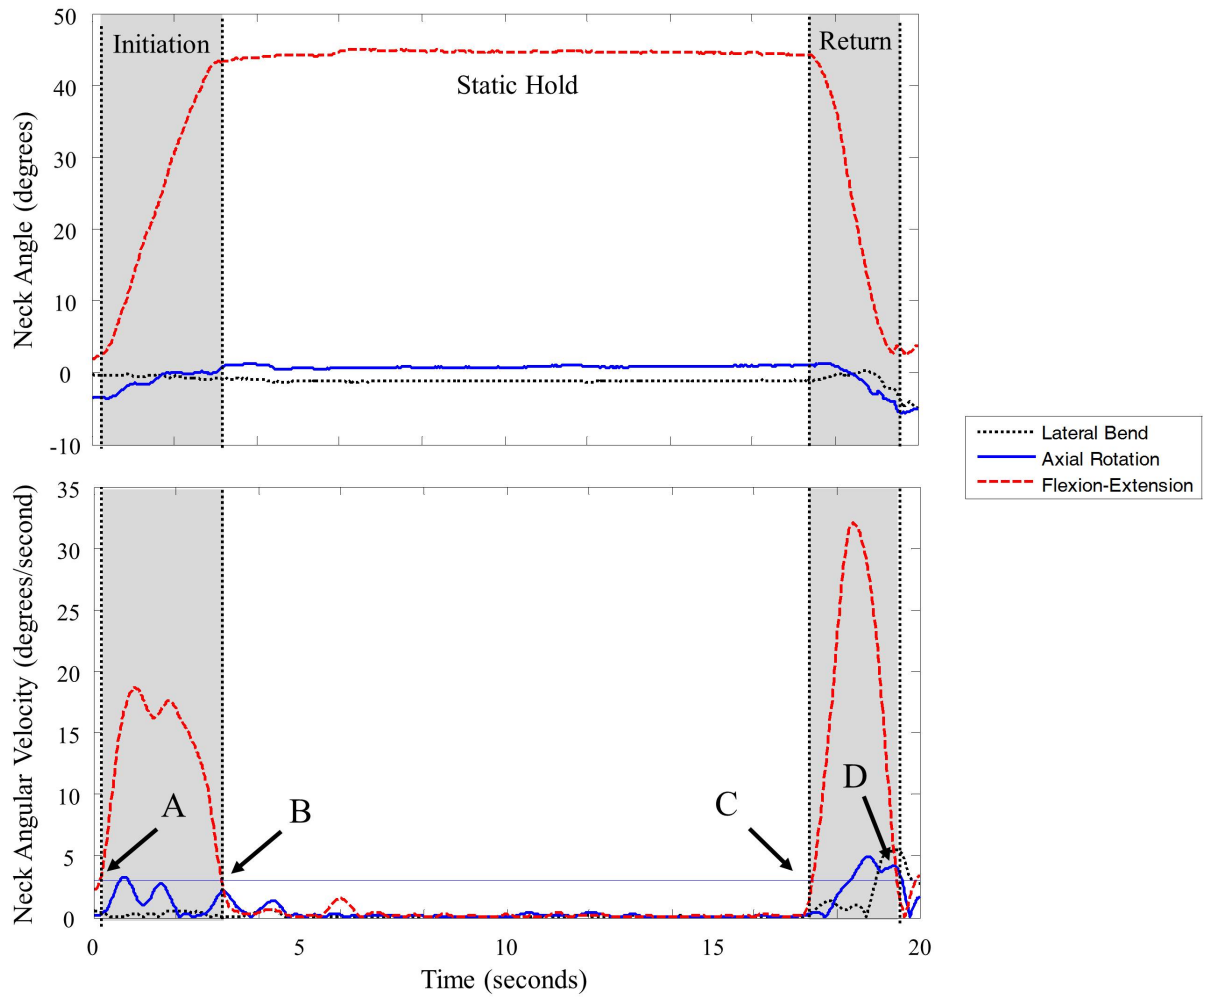 50
40
30
20
10
0
-10
Neck Angle (degrees)
Initiation
Static Hold
Return
35
30
25
20
15
10
5
0
Neck Angular Velocity (degrees/second)
A
B
C
D
0
5
10
15
20
Time (seconds)
Lateral Bend
Axial Rotation
Flexion-Extension